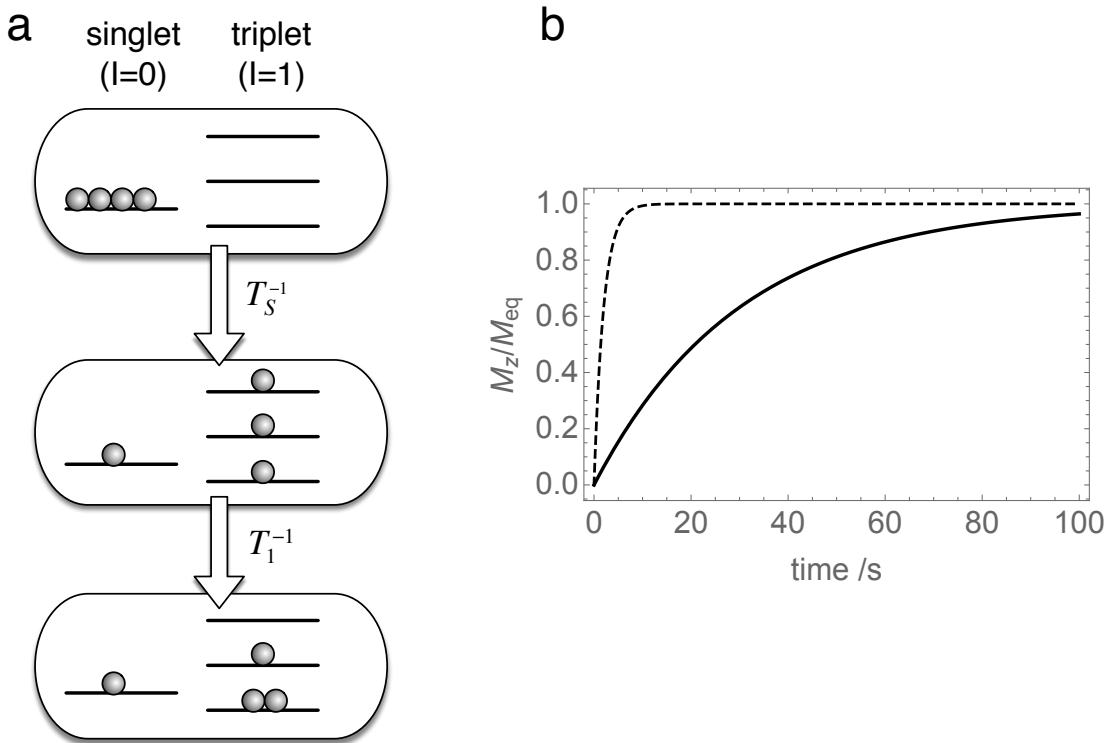 a
singlet triplet
(I=0) (I=1)
T_S^{-1}
T_1^{-1}
b
M_z/M_eq
1.0
0.8
0.6
0.4
0.2
0.0
0 20 40 60 80 100
time /s